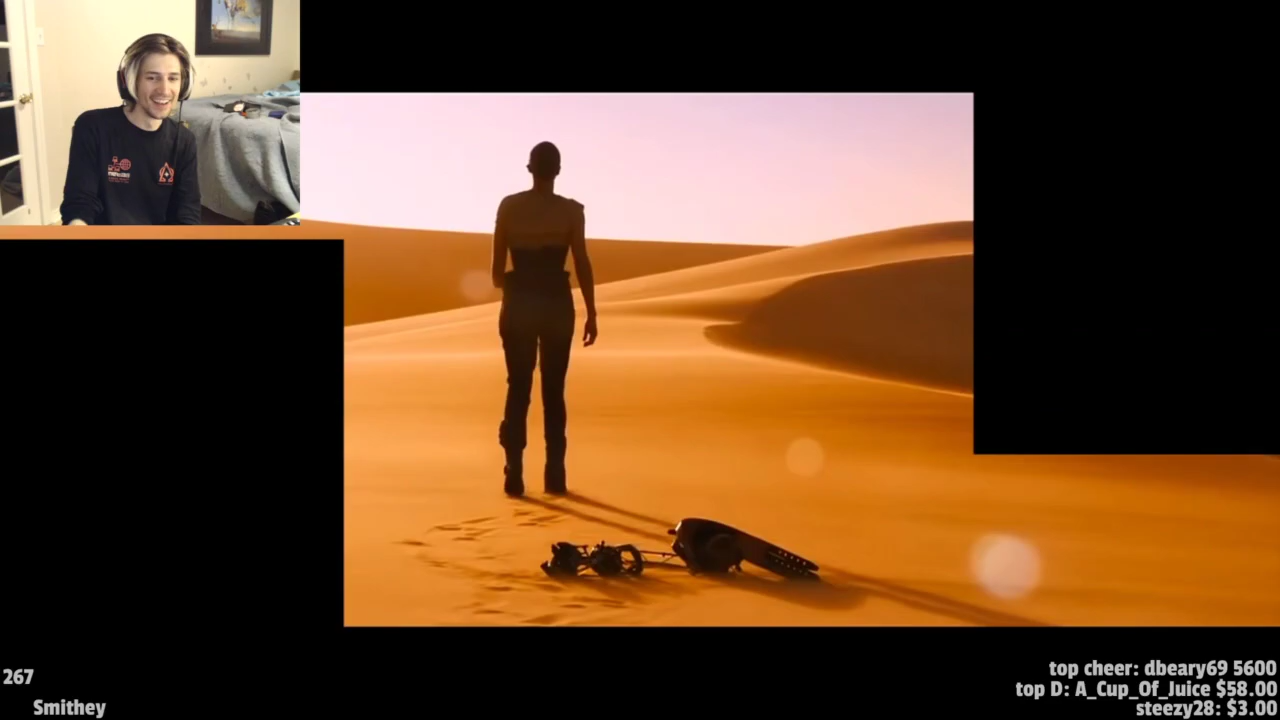 267
Smithey
top cheer: dbeary69 5600
top D: A_Cup_Of_Juice $58.00
steezy28: $3.00